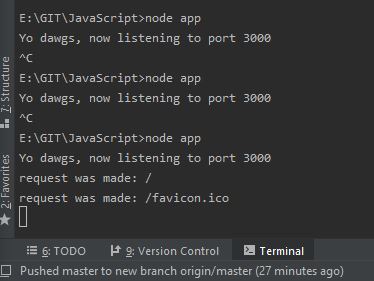 E:\GIT\JavaScript>node app
Yo dawgs, now listening to port 3000
^C
E:\GIT\JavaScript>node app
Yo dawgs, now listening to port 3000
^C
E:\GIT\JavaScript>node app
Yo dawgs, now listening to port 3000
request was made: /
request was made: /favicon.ico
7: Structure
2: Favorites
6: TODO
9: Version Control
Terminal
Pushed master to new branch origin/master (27 minutes ago)